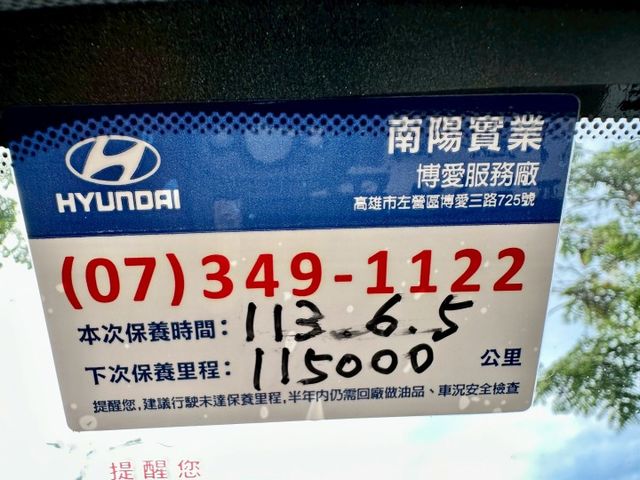 南陽實業
博愛服務廠
高雄市左營區博愛三路725號
HYUNDAI
(07)349-1122
本次保養時間：113.6.5
下次保養里程：115000 公里
提醒您,建議行駛未達保養里程,半年內仍需回廠做油品、車況安全檢查
提醒您